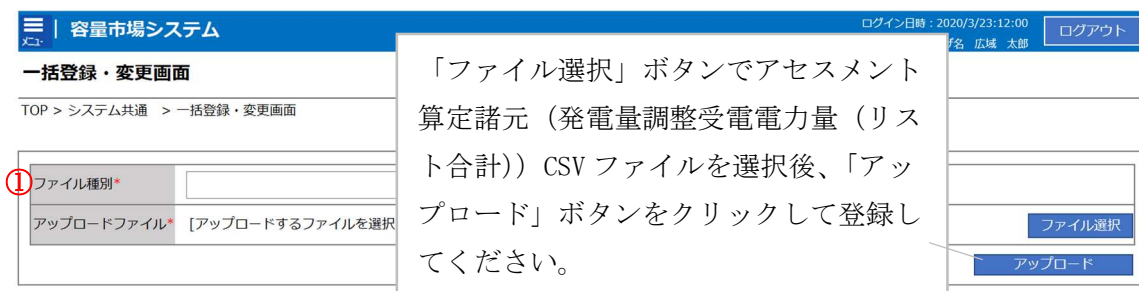 容量市場システム
ログイン日時：2020/3/23:12:00
広域 太郎
ログアウト
メニュー
一括登録・変更画面
TOP > システム共通 > 一括登録・変更画面
「ファイル選択」ボタンでアセスメント
算定諸元（発電量調整受電電力量（リス
ト合計））CSV ファイルを選択後、「アッ
プロード」ボタンをクリックして登録し
てください。
①
ファイル種別*
アップロードファイル* [アップロードするファイルを選択
ファイル選択
アップロード